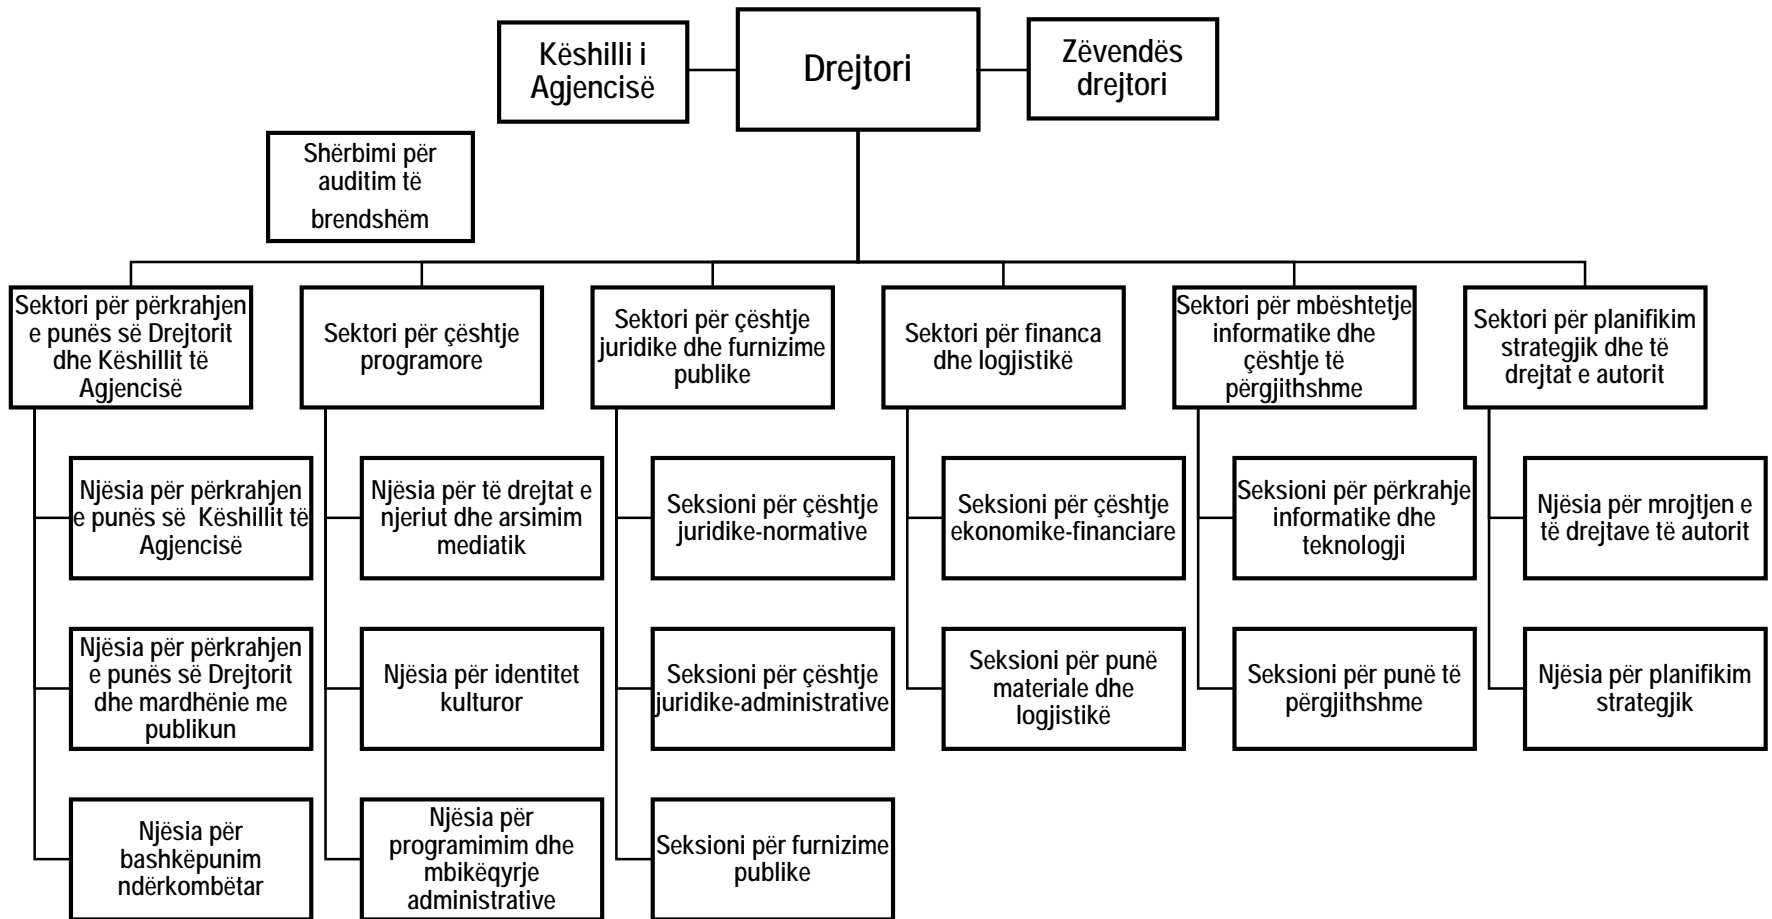 Këshilli i
Agjencisë
Drejtori
Zëvendës
drejtori
Shërbimi për
auditim të
brendshëm
Sektori për përkrahjen
e punës së Drejtorit
dhe Këshillit të
Agjencisë
Sektori për çështje
programore
Sektori për çështje
juridike dhe furnizime
publike
Sektori për financa
dhe logjistikë
Sektori për mbështetje
informatike dhe
çështje të
përgjithshme
Sektori për planifikim
strategjik dhe të
drejtat e autorit
Njësia për përkrahjen
e punës së Këshillit të
Agjencisë
Njësia për të drejtat e
njeriut dhe arsimim
mediatik
Seksioni për çështje
juridike-normative
Seksioni për çështje
ekonomike-financiare
Seksioni për përkrahje
informatike dhe
teknologji
Njësia për mrojtjen e
të drejtave të autorit
Njësia për përkrahjen
e punës së Drejtorit
dhe mardhënie me
publikun
Njësia për identitet
kulturor
Seksioni për çështje
juridike-administrative
Seksioni për punë
materiale dhe
logjistikë
Seksioni për punë të
përgjithshme
Njësia për planifikim
strategjik
Njësia për
bashkëpunim
ndërkombëtar
Njësia për
programimim dhe
mbikëqyrje
administrative
Seksioni për furnizime
publike